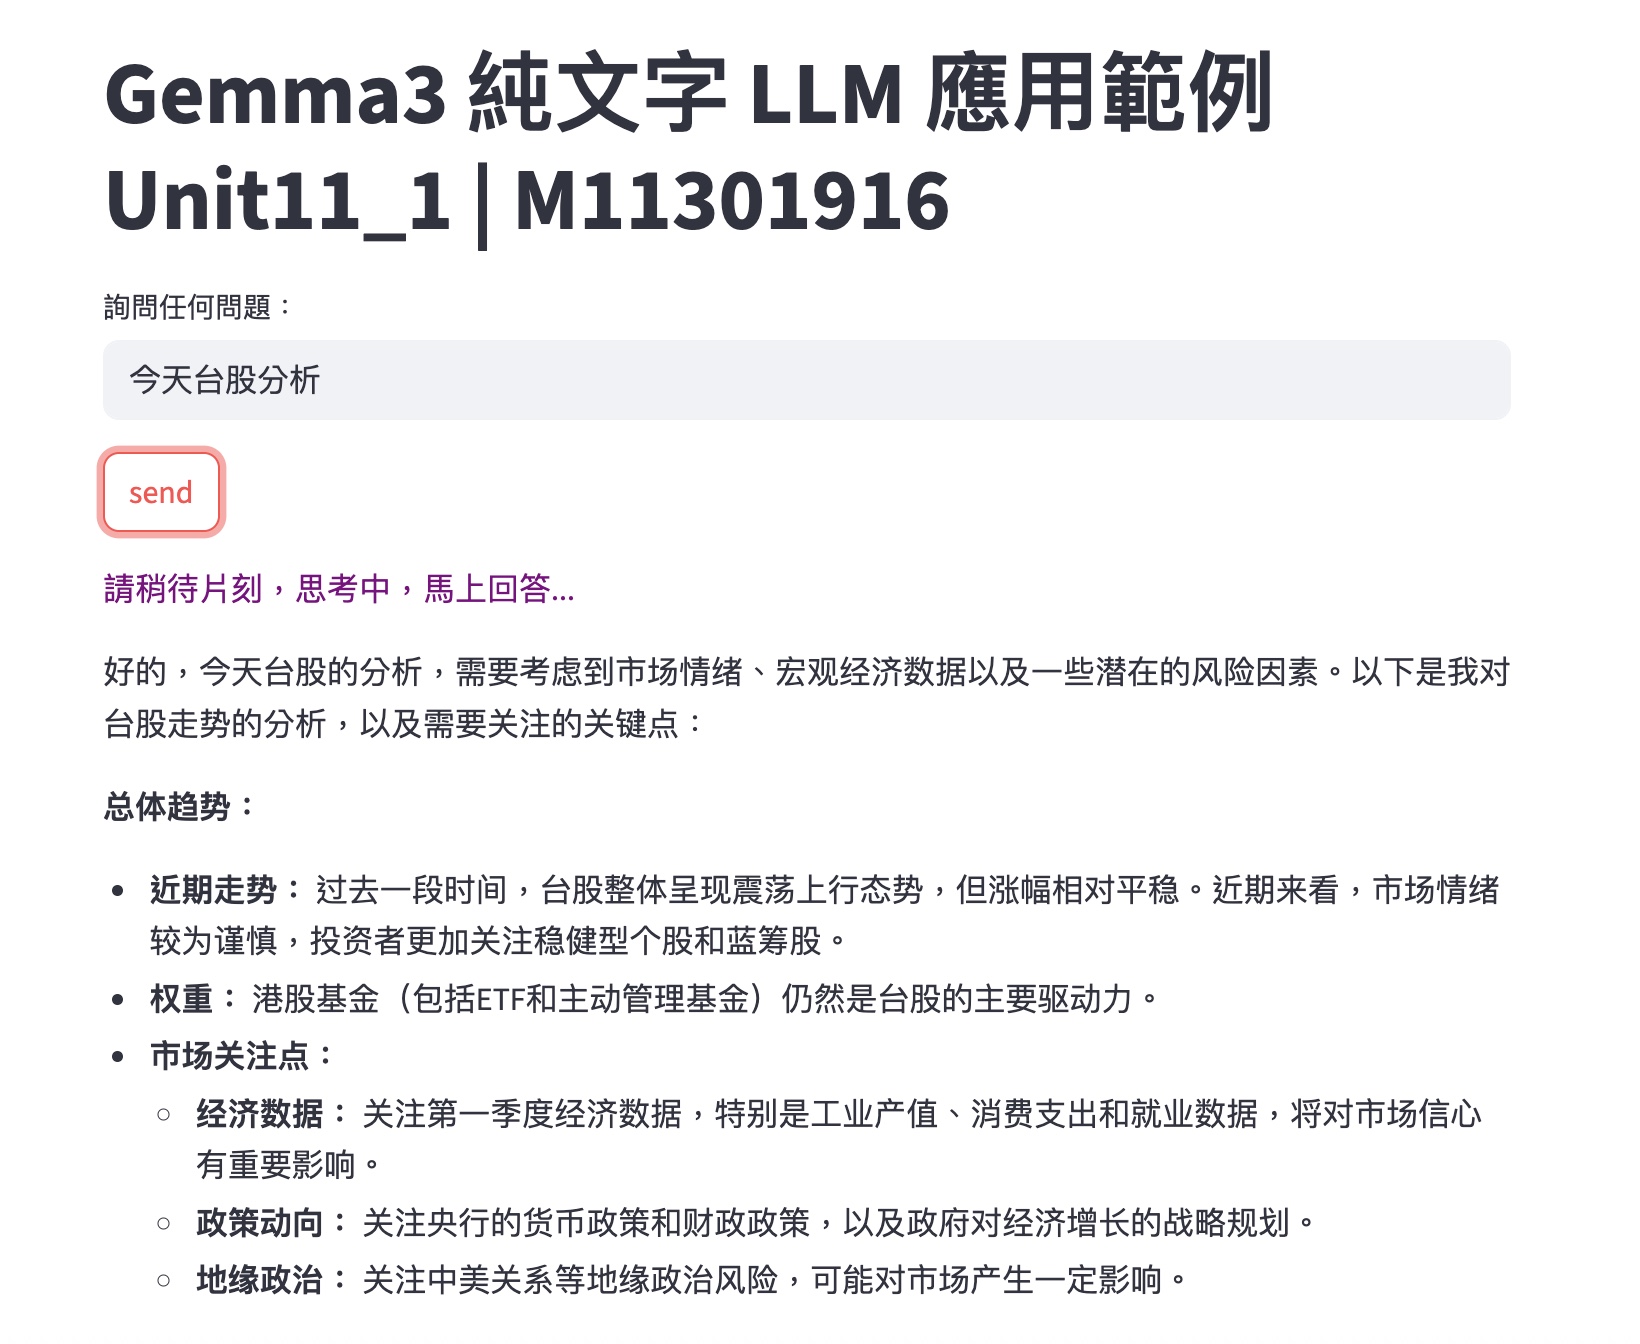 Gemma3 純文字 LLM 應用範例
Unit11_1 | M11301916
詢問任何問題：
今天台股分析
send
請稍待片刻，思考中，馬上回答...
好的，今天台股的分析，需要考虑到市场情绪、宏观经济数据以及一些潜在的风险因素。以下是我对
台股走势的分析，以及需要关注的关键点：
总体趋势：
• 近期走势： 过去一段时间，台股整体呈现震荡上行态势，但涨幅相对平稳。近期来看，市场情绪
较为谨慎，投资者更加关注稳健型个股和蓝筹股。
• 权重： 港股基金（包括ETF和主动管理基金）仍然是台股的主要驱动力。
• 市场关注点：
○ 经济数据： 关注第一季度经济数据，特别是工业产值、消费支出和就业数据，将对市场信心
有重要影响。
○ 政策动向： 关注央行的货币政策和财政政策，以及政府对经济增长的战略规划。
○ 地缘政治： 关注中美关系等地缘政治风险，可能对市场产生一定影响。